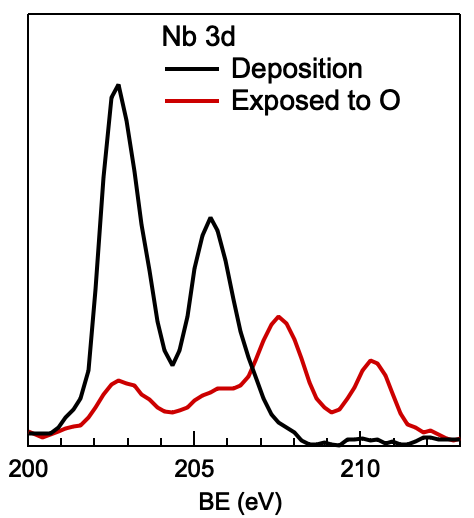 Nb 3d
Deposition
Exposed to O
200 205 210
BE (eV)